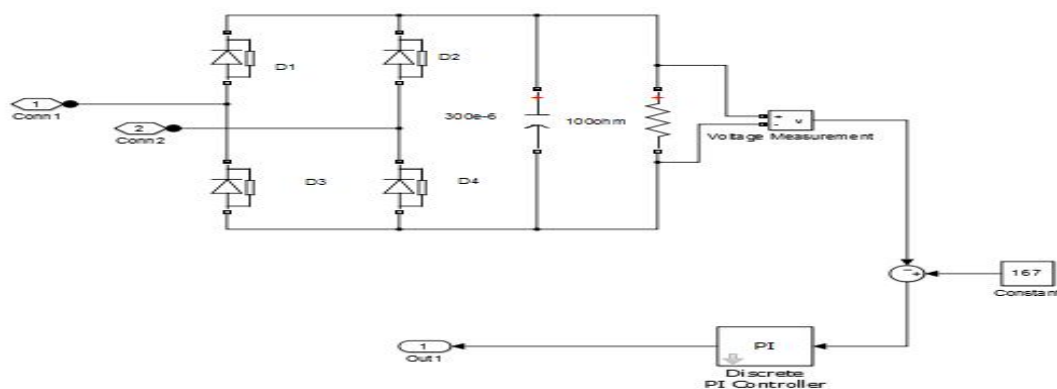 D1
D2
1
Conn1
2
Conn2
300e-6
100ohm
+
-
v
Voltage Measurement
D3
D4
-
+
167
Constant
PI
Discrete
PI Controller
1
Out1